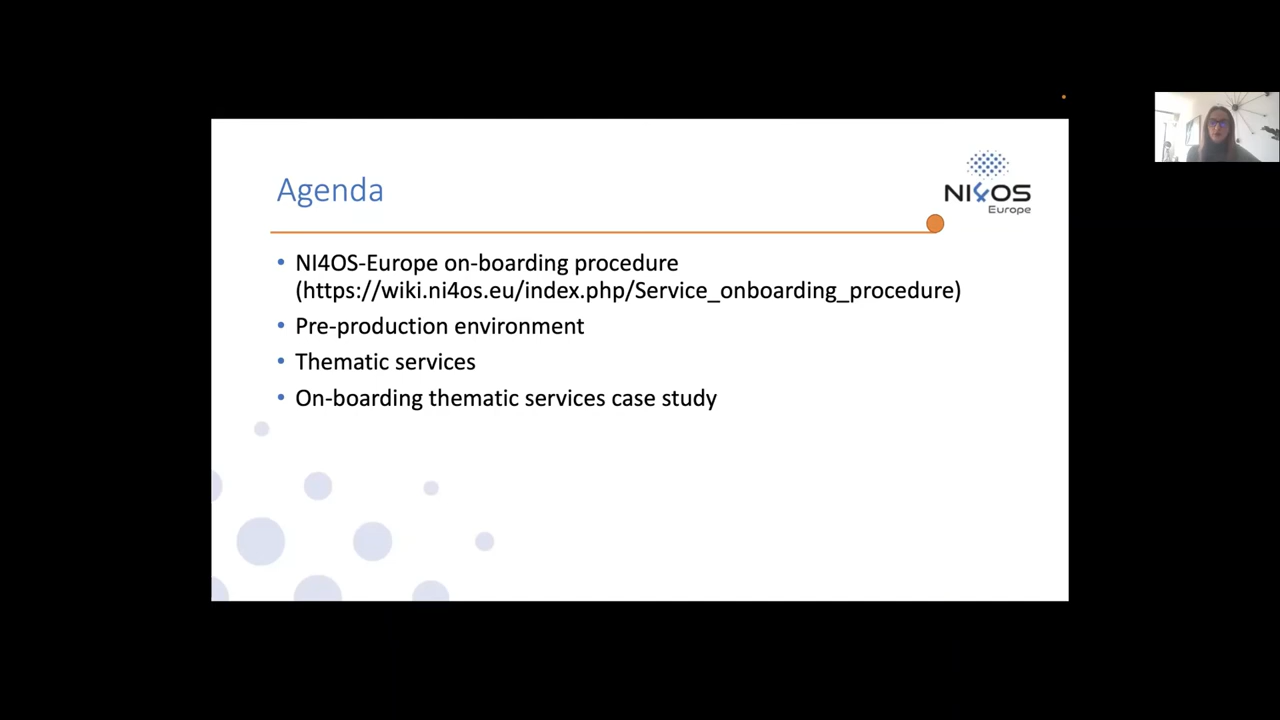 Agenda
NI4OS
Europe
• NI4OS-Europe on-boarding procedure
(https://wiki.ni4os.eu/index.php/Service_onboarding_procedure)
• Pre-production environment
• Thematic services
• On-boarding thematic services case study